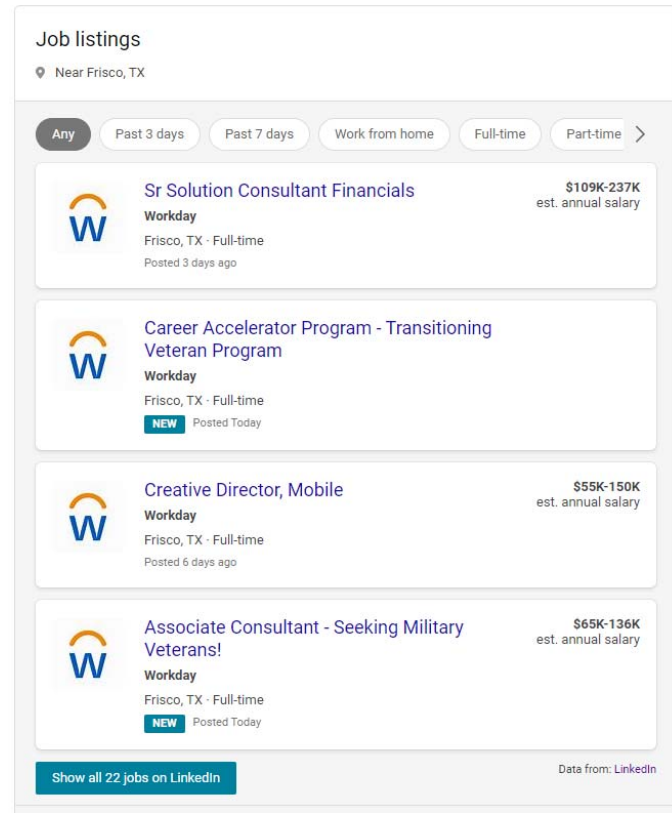 Job listings
Near Frisco, TX
Any
Past 3 days
Past 7 days
Work from home
Full-time
Part-time
W
Sr Solution Consultant Financials
Workday
Frisco, TX · Full-time
Posted 3 days ago
$109K-237K
est. annual salary
W
Career Accelerator Program - Transitioning
Veteran Program
Workday
Frisco, TX · Full-time
NEW Posted Today
W
Creative Director, Mobile
Workday
Frisco, TX · Full-time
Posted 6 days ago
$55K-150K
est. annual salary
W
Associate Consultant - Seeking Military
Veterans!
Workday
Frisco, TX · Full-time
NEW Posted Today
$65K-136K
est. annual salary
Show all 22 jobs on LinkedIn
Data from: LinkedIn